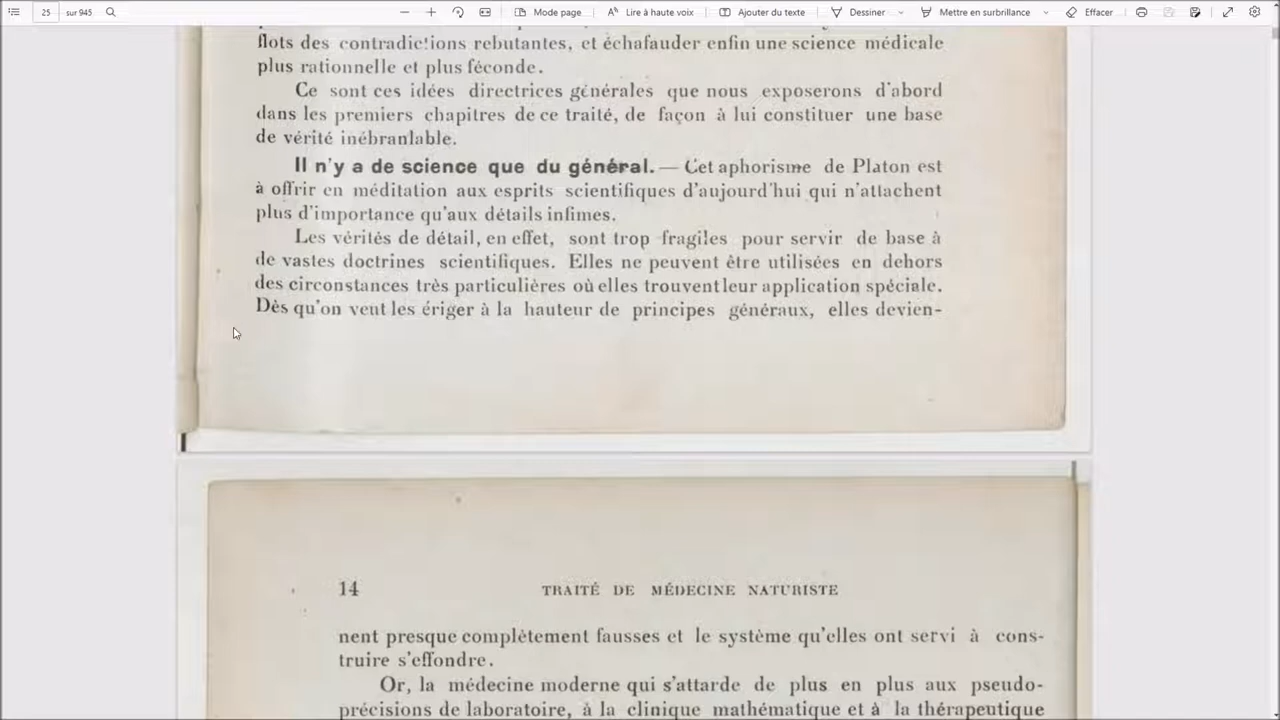 25 sur 945 Mode page Lire à haute voix Ajouter du texte Dessiner Mettre en surbrillance Effacer
flots des contradictions rebutantes, et échafauder enfin une science médicale
plus rationnelle et plus féconde.
Ce sont ces idées directrices générales que nous exposerons d'abord
dans les premiers chapitres de ce traité, de façon à lui constituer une base
de vérité inébranlable.
Il n'y a de science que du général. — Cet aphorisme de Platon est
à offrir en méditation aux esprits scientifiques d'aujourd'hui qui n'attachent
plus d'importance qu'aux détails infimes.
Les vérités de détail, en effet, sont trop fragiles pour servir de base à
de vastes doctrines scientifiques. Elles ne peuvent être utilisées en dehors
des circonstances très particulières où elles trouvent leur application spéciale.
Dès qu'on veut les ériger à la hauteur de principes généraux, elles devien-
14 TRAITÉ DE MÉDECINE NATURISTE
nent presque complètement fausses et le système qu'elles ont servi à cons-
truire s'effondre.
Or, la médecine moderne qui s'attarde de plus en plus aux pseudo-
précisions de laboratoire, à la clinique mathématique et à la thérapeutique